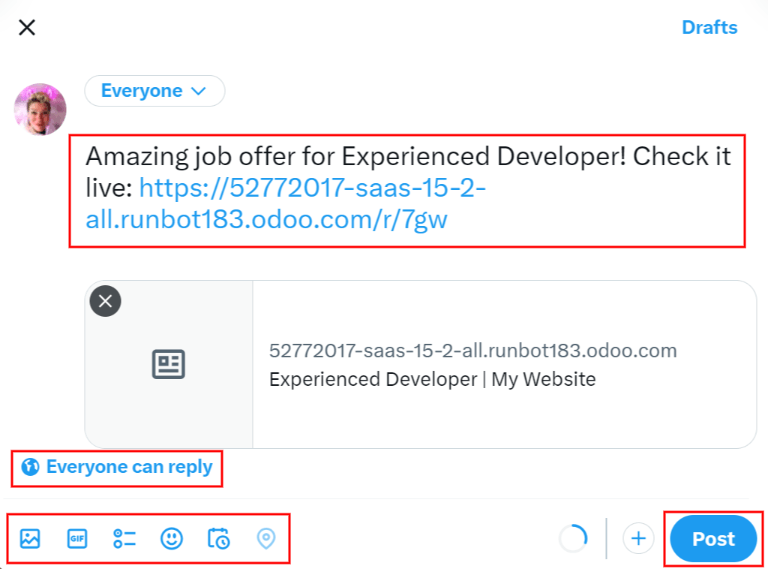 Drafts
Everyone
Amazing job offer for Experienced Developer! Check it
live: https://52772017-saas-15-2-
all.runbot183.odoo.com/r/7gw
52772017-saas-15-2-all.runbot183.odoo.com
Experienced Developer | My Website
Everyone can reply
GIF
Post